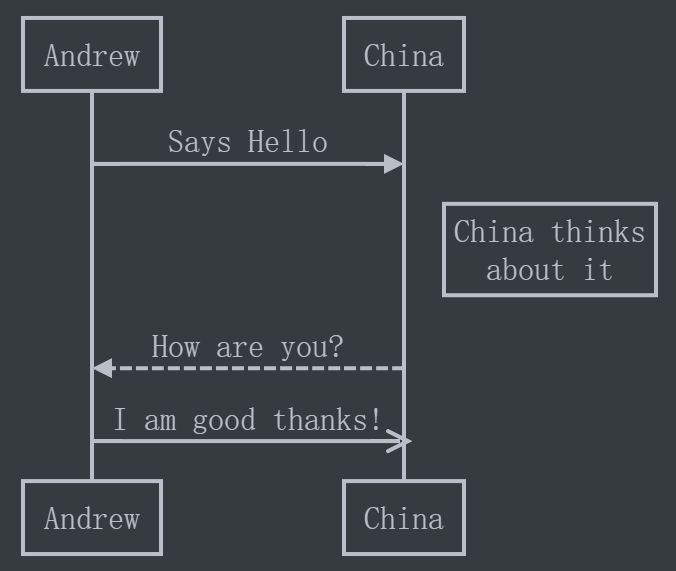 Andrew
China
Says Hello
China thinks
about it
How are you?
I am good thanks!
Andrew
China